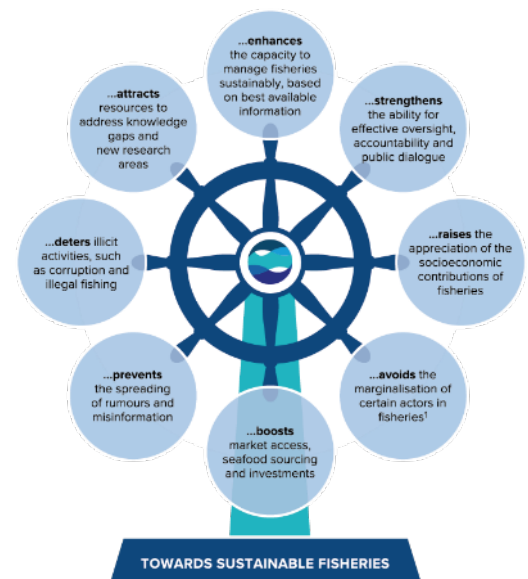 ...enhances
the capacity to
manage fisheries
sustainably, based
on best available
information
...strengthens
the ability for
effective oversight,
accountability and
public dialogue
...raises the
appreciation of the
socioeconomic
contributions of
fisheries
...avoids the
marginalisation of
certain actors in
fisheries¹
...boosts
market access,
seafood sourcing
and investments
...prevents
the spreading
of rumours and
misinformation
...deters illicit
activities, such
as corruption and
illegal fishing
...attracts
resources to
address knowledge
gaps and
new research
areas
TOWARDS SUSTAINABLE FISHERIES